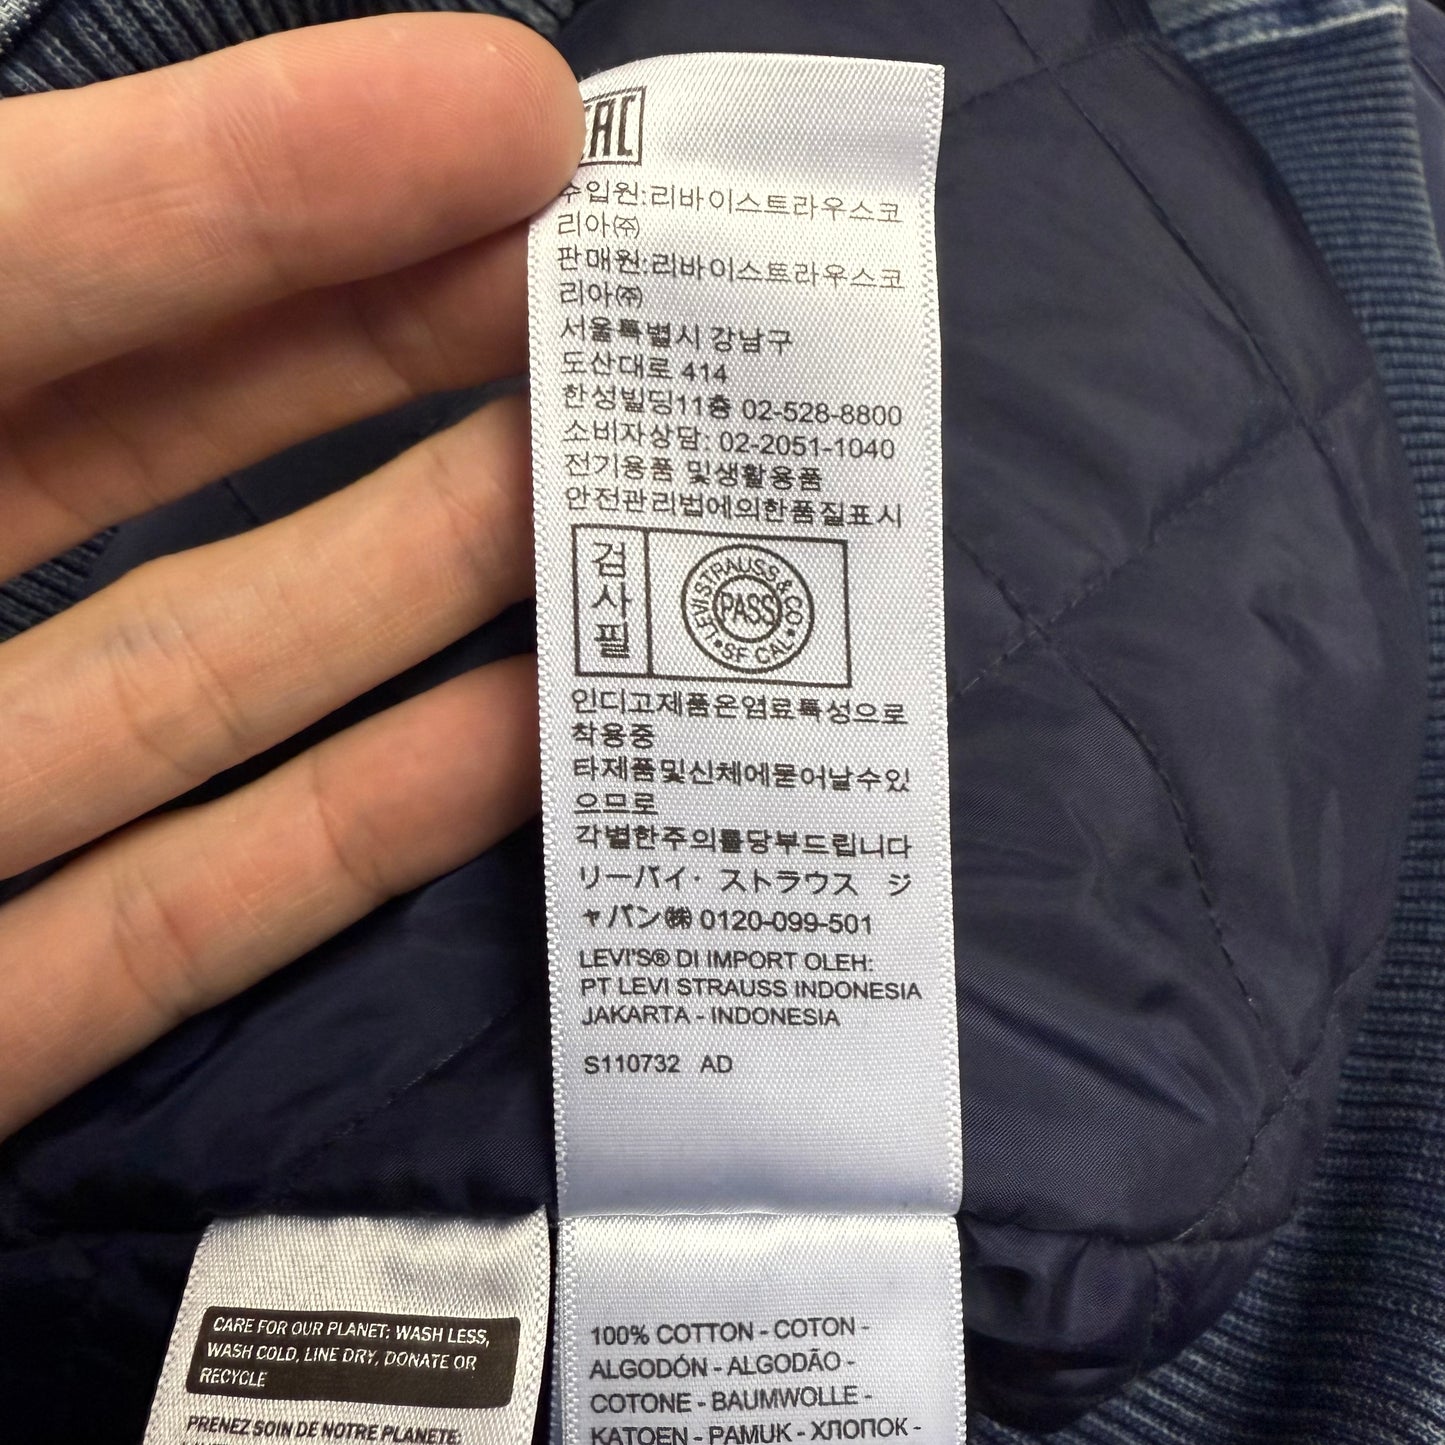 EAC
수입원:리바이스트라우스코
리아㈜
판매원:리바이스트라우스코
리아㈜
서울특별시 강남구
도산대로 414
한성빌딩11층 02-528-8800
소비자상담: 02-2051-1040
전기용품 및생활용품
안전관리법에의한품질표시
검사필
LEVI STRAUSS & CO
PASS
SF CAL
인디고제품은염료특성으로
착용중
타제품및신체에묻어날수있
으므로
각별한주의를당부드립니다
リーバイ・ストラウス ジ
ャパン㈱ 0120-099-501
LEVI'S® DI IMPORT OLEH:
PT LEVI STRAUSS INDONESIA
JAKARTA - INDONESIA
S110732 AD
CARE FOR OUR PLANET: WASH LESS,
WASH COLD, LINE DRY, DONATE OR
RECYCLE
PRENEZ SOIN DE NOTRE PLANETE:
100% COTTON - COTON -
ALGODÓN - ALGODÃO -
COTONE - BAUMWOLLE -
KATOEN - PAMUK - ХЛОПОК -